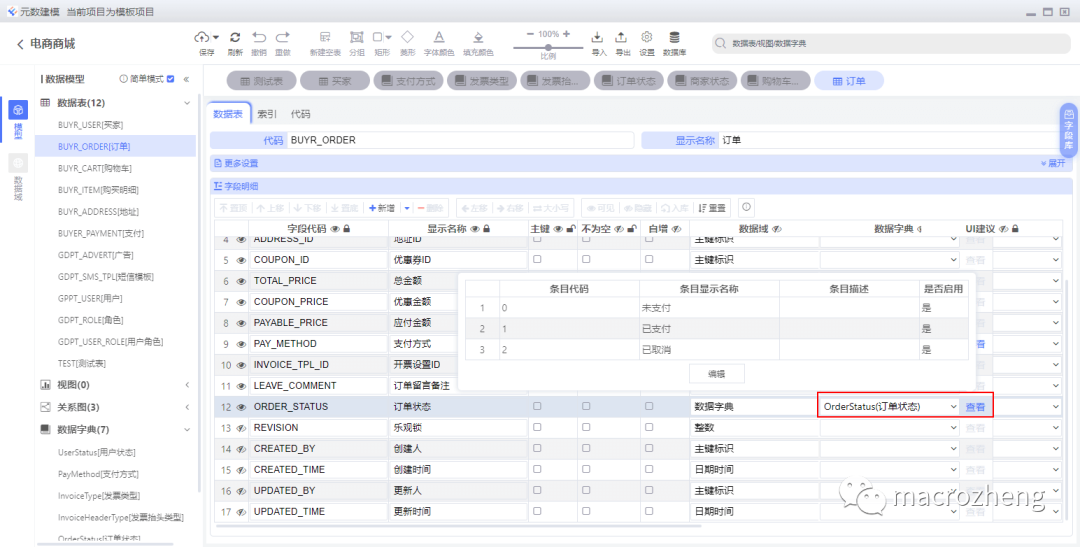 元数建模 当前项目为模板项目
电商商城
保存 刷新 撤销 重做 新建空表 分组 矩形 菱形 字体颜色 填充颜色 100% 比例 导入 导出 设置 数据库
数据表/视图/数据字典
模型
数据域
数据模型 简单模式
数据表(12)
BUYR_USER[买家]
BUYR_ORDER[订单]
BUYR_CART[购物车]
BUYR_ITEM[购买明细]
BUYR_ADDRESS[地址]
BUYER_PAYMENT[支付]
GDPT_ADVERT[广告]
GDPT_SMS_TPL[短信模板]
GPPT_USER[用户]
GDPT_ROLE[角色]
GDPT_USER_ROLE[用户角色]
TEST[测试表]
视图(0)
关系图(3)
数据字典(7)
UserStatus[用户状态]
PayMethod[支付方式]
InvoiceType[发票类型]
InvoiceHeaderType[发票抬头类型]
OrderStatus[订单状态]
测试表 买家 支付方式 发票类型 发票抬... 订单状态 商家状态 购物车... 订单
数据表 索引 代码
代码 BUYR_ORDER 显示名称 订单
更多设置 展开
字段库
字段明细
置顶 上移 下移 置底 新增 删除 左移 右移 大小写 可见 隐藏 入库 重置
字段代码 显示名称 主键 不为空 自增 数据域 数据字典 UI建议
4 ADDRESS_ID 地址ID 主键标识 查看
5 COUPON_ID 优惠券ID 主键标识 查看
6 TOTAL_PRICE 总金额
7 COUPON_PRICE 优惠金额
8 PAYABLE_PRICE 应付金额
9 PAY_METHOD 支付方式 看
10 INVOICE_TPL_ID 开票设置ID
11 LEAVE_COMMENT 订单留言备注
12 ORDER_STATUS 订单状态 数据字典 OrderStatus(订单状态) 查看
13 REVISION 乐观锁 整数 查看
14 CREATED_BY 创建人 主键标识 查看
15 CREATED_TIME 创建时间 日期时间 查看
16 UPDATED_BY 更新人 主键标识 查看
17 UPDATED_TIME 更新时间 日期时间
条目代码 条目显示名称 条目描述 是否启用
1 0 未支付 是
2 1 已支付 是
3 2 已取消 是
编辑
macrozheng